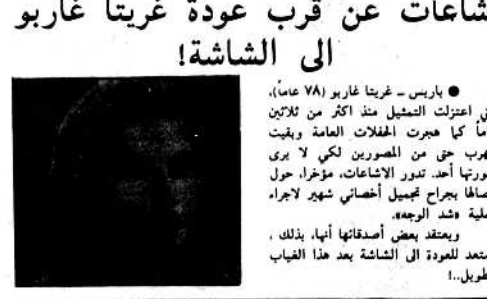 شاعات عن قرب عودة غريتا غاربو
الى الشاشة!
● باريس ــ غريتا غاربو (٧٨ عاماً)،
تي اعتزلت التمثيل منذ اكثر من ثلاثين
اماً كما هجرت الحفلات العامة وبقيت
هرب حتى من المصورين لكي لا يرى
ورتها أحد. تدور الاشاعات، مؤخرا، حول
صالها بجراح تجميل أخصائي شهير لاجراء
ملية «شد الوجه».
ويعتقد بعض أصدقائها أنها، بذلك ،
ستعد للعودة الى الشاشة بعد هذا الغياب
طويل..!